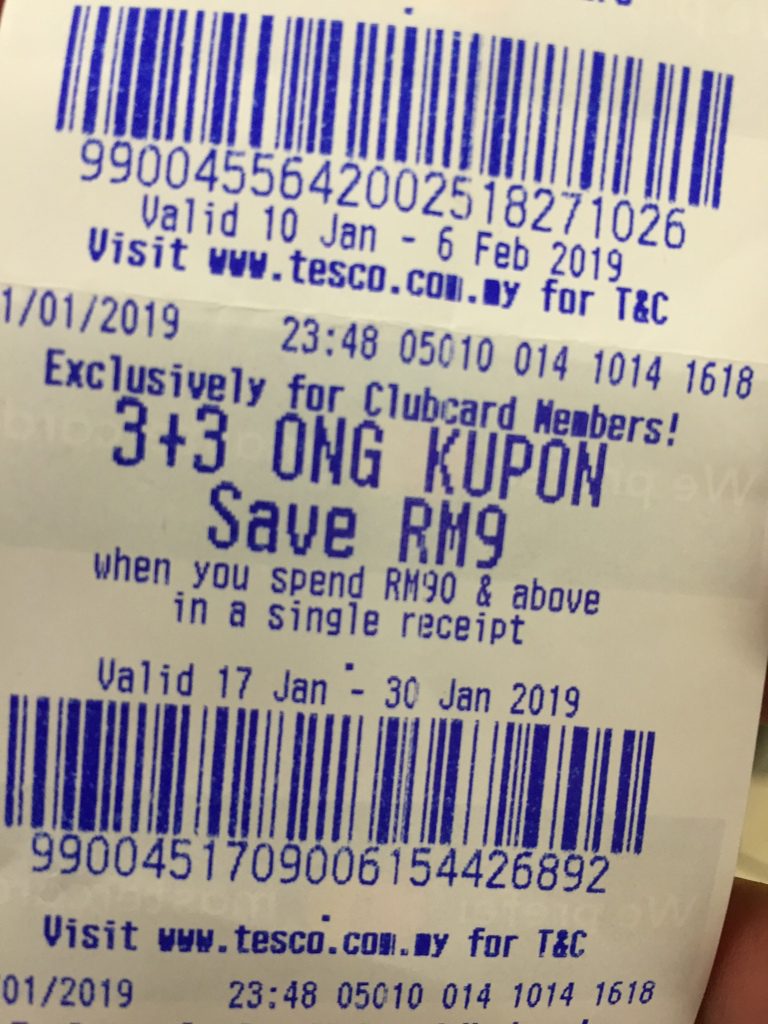 9900455642002518271026
Valid 10 Jan - 6 Feb 2019
Visit www.tesco.com.my for T&C
1/01/2019 23:48 05010 014 1014 1618
Exclusively for Clubcard Members!
3+3 ONG KUPON
Save RM9
when you spend RM90 & above
in a single receipt
Valid 17 Jan - 30 Jan 2019
9900451709006154426892
Visit www.tesco.com.my for T&C
/01/2019 23:48 05010 014 1014 1618